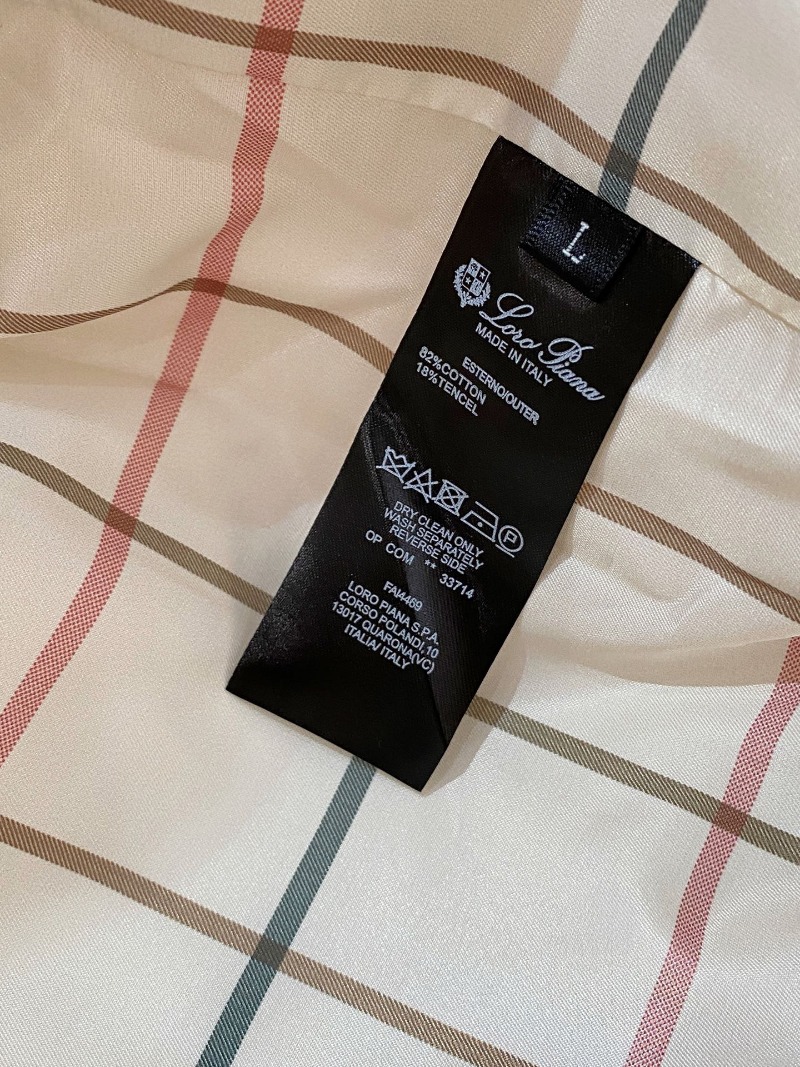 L
Loro Piana
MADE IN ITALY
ESTERNO/OUTER
82%COTTON
18%TENCEL
P
DRY CLEAN ONLY
WASH SEPARATELY
REVERSE SIDE
OP COM ** 33714
FAI4469
LORO PIANA S.P.A.
CORSO POLANDI,10
13017 QUARONA(VC)
ITALIA/ ITALY